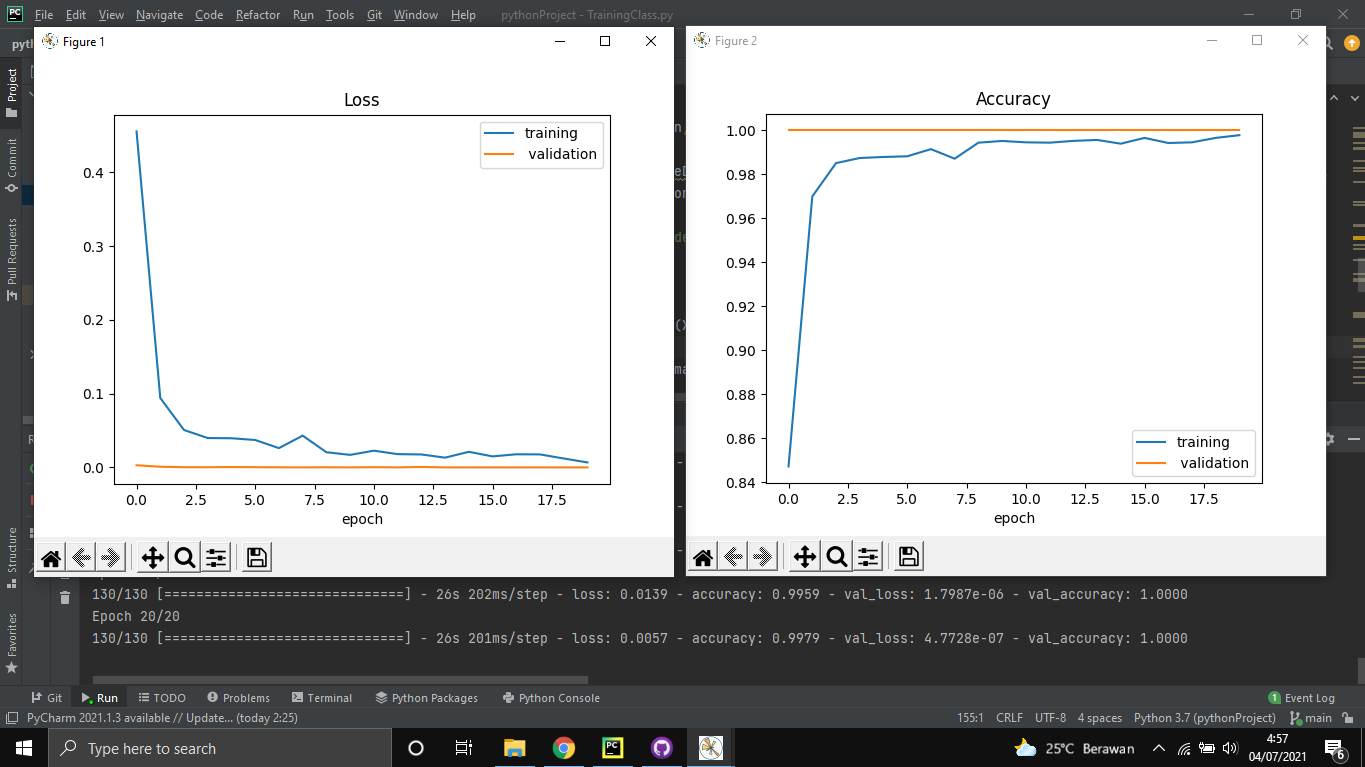 PC File Edit View Navigate Code Refactor Run Tools Git Window Help pythonProject - TrainingClass.py
Figure 1
Loss
training
validation
0.4
0.3
0.2
0.1
0.0
0.0 2.5 5.0 7.5 10.0 12.5 15.0 17.5
epoch
Figure 2
Accuracy
1.00
0.98
0.96
0.94
0.92
0.90
0.88
0.86
0.84
training
validation
0.0 2.5 5.0 7.5 10.0 12.5 15.0 17.5
epoch
Project
Commit
Pull Requests
Structure
Favorites
130/130 [==============================] - 26s 202ms/step - loss: 0.0139 - accuracy: 0.9959 - val_loss: 1.7987e-06 - val_accuracy: 1.0000
Epoch 20/20
130/130 [==============================] - 26s 201ms/step - loss: 0.0057 - accuracy: 0.9979 - val_loss: 4.7728e-07 - val_accuracy: 1.0000
Git Run TODO Problems Terminal Python Packages Python Console 1 Event Log
PyCharm 2021.1.3 available // Update... (today 2:25) 155:1 CRLF UTF-8 4 spaces Python 3.7 (pythonProject) main
Type here to search PC 25°C Berawan 4:57
04/07/2021 6